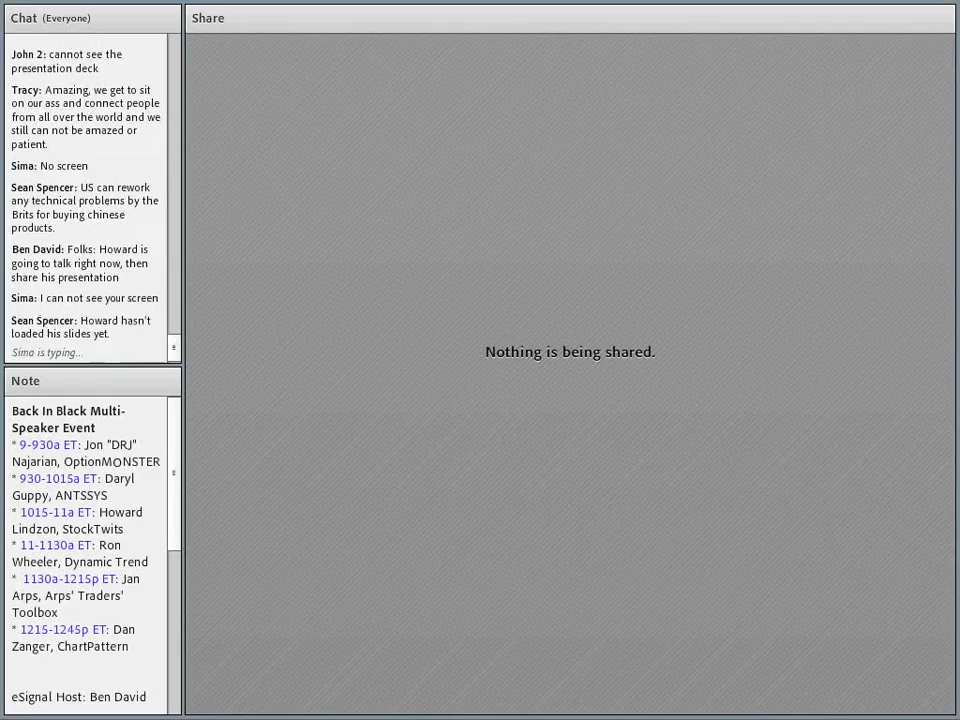 Chat (Everyone)
John 2: cannot see the
presentation deck
Tracy: Amazing, we get to sit
on our ass and connect people
from all over the world and we
still can not be amazed or
patient.
Sima: No screen
Sean Spencer: US can rework
any technical problems by the
Brits for buying chinese
products.
Ben David: Folks: Howard is
going to talk right now, then
share his presentation
Sima: I can not see your screen
Sean Spencer: Howard hasn't
loaded his slides yet.
Sima is typing...
Note
Back In Black Multi-
Speaker Event
* 9-930a ET: Jon "DRJ"
Najarian, OptionMONSTER
* 930-1015a ET: Daryl
Guppy, ANTSSYS
* 1015-11a ET: Howard
Lindzon, StockTwits
* 11-1130a ET: Ron
Wheeler, Dynamic Trend
* 1130a-1215p ET: Jan
Arps, Arps' Traders'
Toolbox
* 1215-1245p ET: Dan
Zanger, ChartPattern
eSignal Host: Ben David
Share
Nothing is being shared.